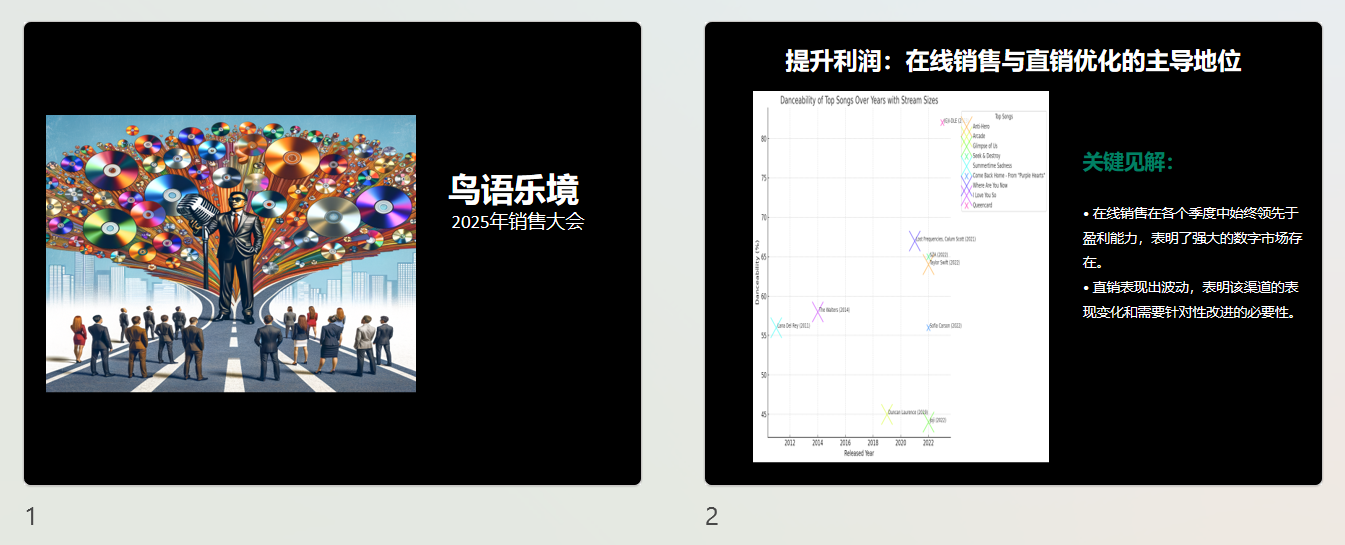 鸟语乐境
2025年销售大会
1
提升利润：在线销售与直销优化的主导地位
Danceability of Top Songs Over Years with Stream Sizes
Top Songs
Anti-Hero
Arcade
Glimpse of Us
Seek & Destroy
Summertime Sadness
Come Back Home - From "Purple Hearts"
Where Are You Now
I Love You So
Queencard
80
75
70
65
60
55
50
45
Danceability (%)
Lost Frequencies, Calum Scott (2021)
SZA (2022)
Taylor Swift (2022)
The Walters (2014)
Lana Del Rey (2011)
Sofia Carson (2022)
Duncan Laurence (2019)
Joji (2022)
2012 2014 2016 2018 2020 2022
Released Year
关键见解：
• 在线销售在各个季度中始终领先于
盈利能力，表明了强大的数字市场存
在。
• 直销表现出波动，表明该渠道的表
现变化和需要针对性改进的必要性。
2